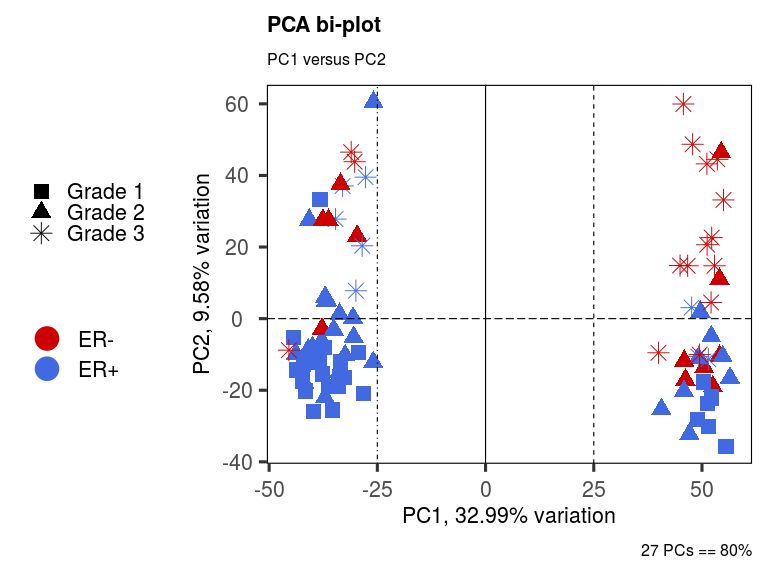 PCA bi-plot
PC1 versus PC2
Grade 1
Grade 2
Grade 3
ER-
ER+
PC2, 9.58% variation
60
40
20
0
-20
-40
-50
-25
0
25
50
PC1, 32.99% variation
27 PCs == 80%